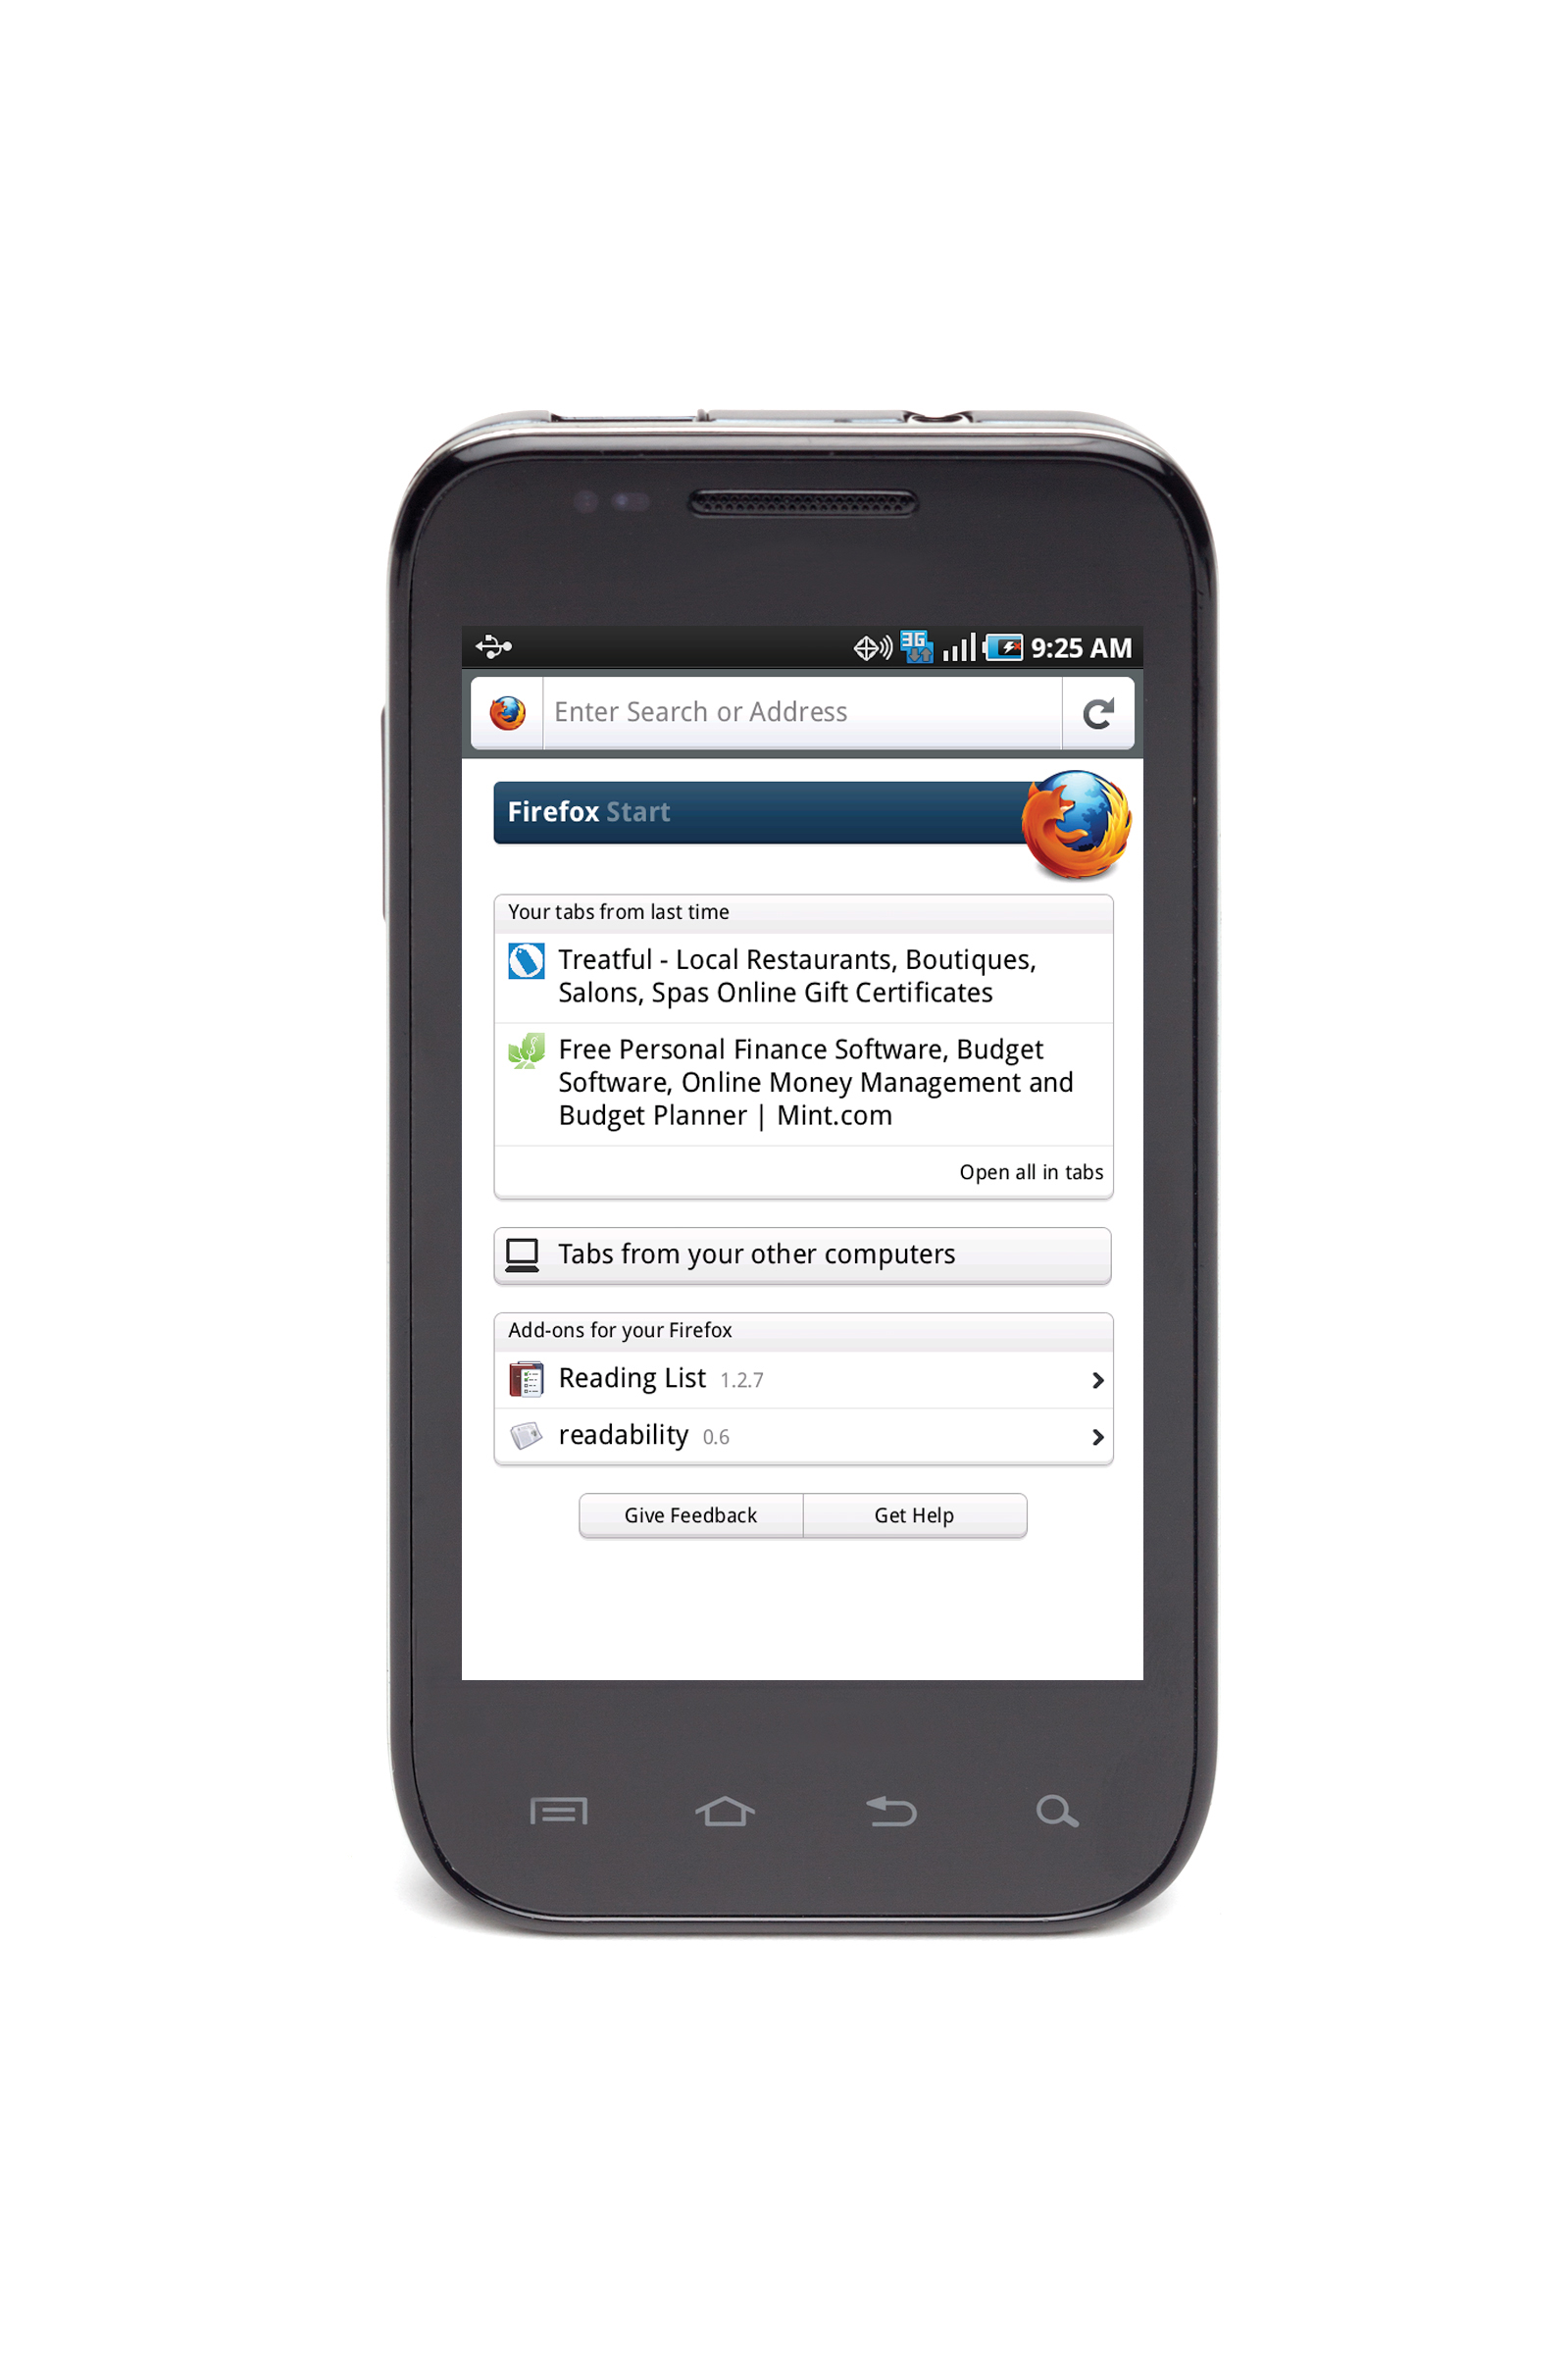 3G 9:25 AM
Enter Search or Address
Firefox Start
Your tabs from last time
Treatful - Local Restaurants, Boutiques,
Salons, Spas Online Gift Certificates
Free Personal Finance Software, Budget
Software, Online Money Management and
Budget Planner | Mint.com
Open all in tabs
Tabs from your other computers
Add-ons for your Firefox
Reading List 1.2.7
readability 0.6
Give Feedback Get Help